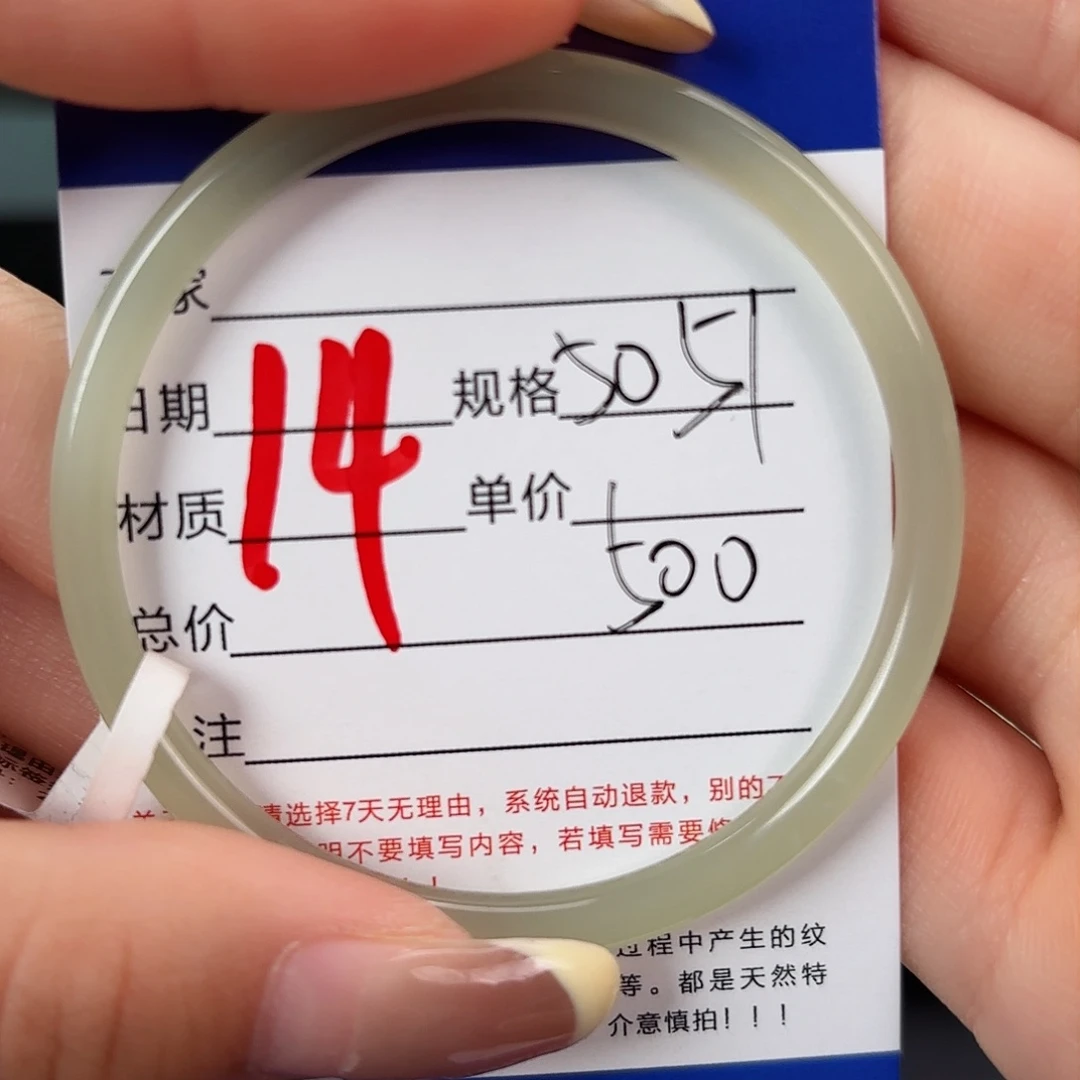 家
日期 14 规格 5051
材质 单价
总价 500
注
请选择7天无理由，系统自动退款，别的
明不要填写内容，若填写需要
过程中产生的纹
等。都是天然特
介意慎拍！！！